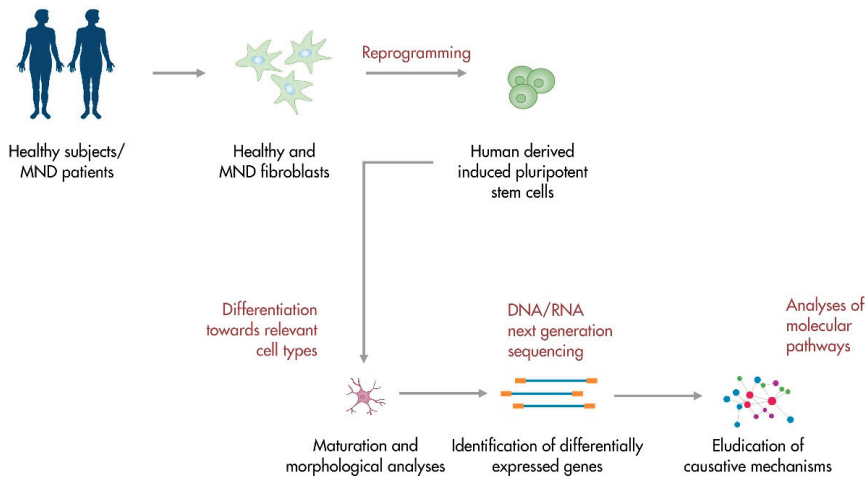 Reprogramming
Healthy subjects/
MND patients
Healthy and
MND fibroblasts
Human derived
induced pluripotent
stem cells
Differentiation
towards relevant
cell types
DNA/RNA
next generation
sequencing
Analyses of
molecular
pathways
Maturation and
morphological analyses
Identification of differentially
expressed genes
Eludication of
causative mechanisms